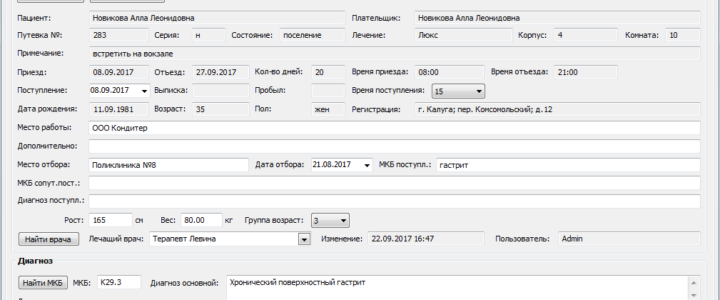 Пациент: Новикова Алла Леонидовна Плательщик: Новикова Алла Леонидовна
Путевка №: 283 Серия: н Состояние: поселение Лечение: Люкс Корпус: 4 Комната: 10
Примечание: встретить на вокзале
Приезд: 08.09.2017 Отъезд: 27.09.2017 Кол-во дней: 20 Время приезда: 08:00 Время отъезда: 21:00
Поступление: 08.09.2017 Выписка: Пробыл: Время поступления: 15
Дата рождения: 11.09.1981 Возраст: 35 Пол: жен Регистрация: г. Калуга; пер. Комсомольский; д.12
Место работы: ООО Кондитер
Дополнительно:
Место отбора: Поликлиника №8 Дата отбора: 21.08.2017 МКБ поступл.: гастрит
МКБ сопут.пост.:
Диагноз поступл.:
Рост: 165 см Вес: 80.00 кг Группа возраст: 3
Найти врача Лечащий врач: Терапевт Левина Изменение: 22.09.2017 16:47 Пользователь: Admin
Диагноз
Найти МКБ МКБ: K29.3 Диагноз основной: Хронический поверхностный гастрит